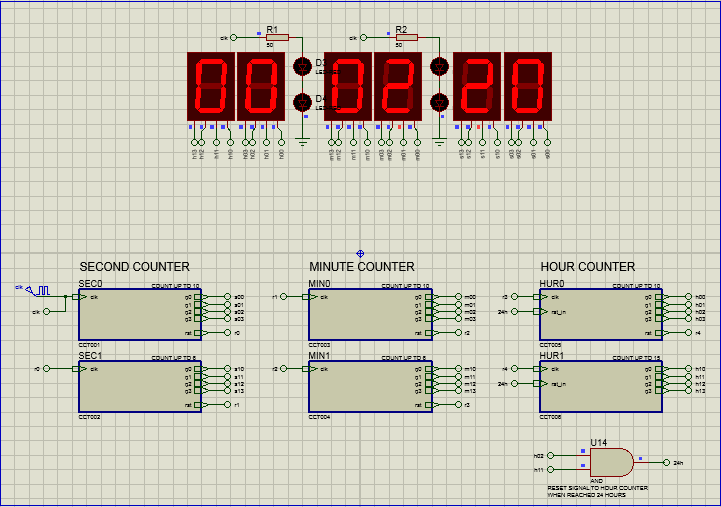 R1 R2
clk 50 clk 50
D
LE
D
LE
00 02 20
h13 h12 h11 h10 h03 h02 h01 h00 m13 m12 m11 m10 m03 m02 m01 m00 s13 s12 s11 s10 s03 s02 s01 s00
SECOND COUNTER MINUTE COUNTER HOUR COUNTER
SEC0 COUNT UP TO 10
clk clk q0 s00
q1 s01
clk q2 s02
q3 s03
rst r0
CCT001
SEC1 COUNT UP TO 6
r0 clk q0 s10
q1 s11
q2 s12
q3 s13
rst r1
CCT002
MIN0 COUNT UP TO 10
r1 clk q0 m00
q1 m01
q2 m02
q3 m03
rst r2
CCT003
MIN1 COUNT UP TO 6
r2 clk q0 m10
q1 m11
q2 m12
q3 m13
rst r3
CCT004
HUR0 COUNT UP TO 10
r3 clk q0 h00
q1 h01
24h rst_in q2 h02
q3 h03
rst r4
CCT005
HUR1 COUNT UP TO
r4 clk q0 h10
q1 h11
24h rst_in q2 h12
q3 h13
CCT006
U14
h02
h11
24h
AND
RESET SIGNAL TO HOUR COUNTER
WHEN REACHED 24 HOURS